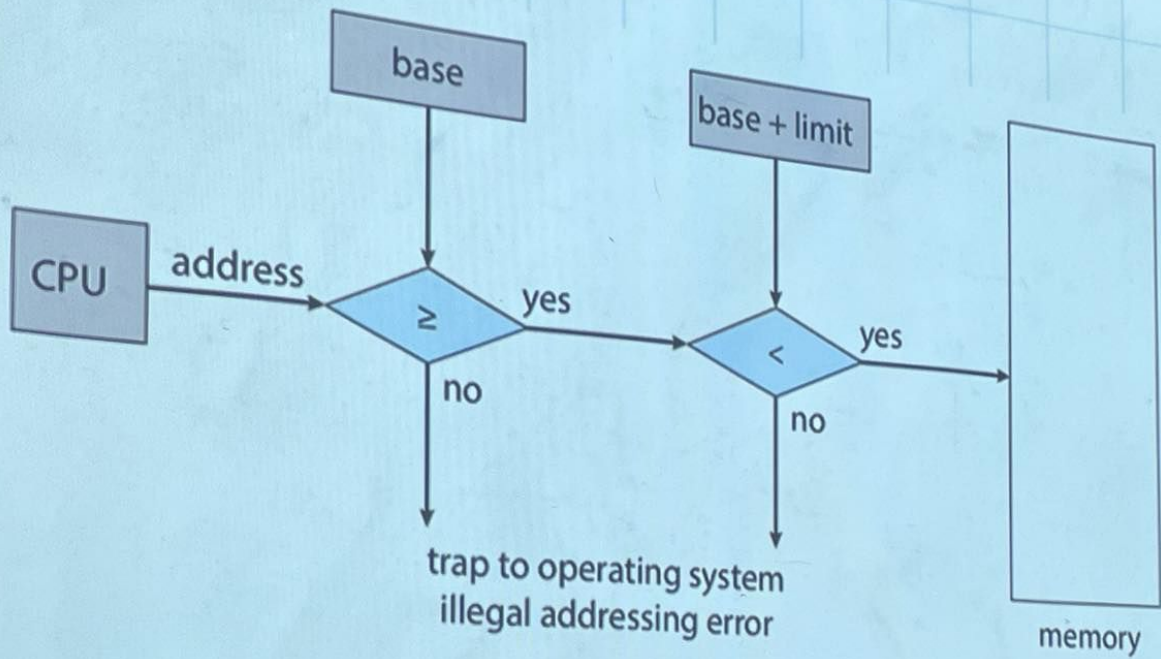 base
base + limit
CPU
address
≥
yes
<
yes
no
no
trap to operating system
illegal addressing error
memory